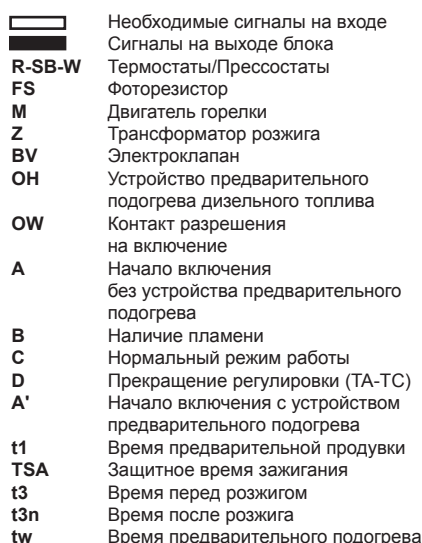 Необходимые сигналы на входе
Сигналы на выходе блока
R-SB-W Термостаты/Прессостаты
FS Фоторезистор
M Двигатель горелки
Z Трансформатор розжига
BV Электроклапан
OH Устройство предварительного
подогрева дизельного топлива
OW Контакт разрешения
на включение
A Начало включения
без устройства предварительного
подогрева
B Наличие пламени
C Нормальный режим работы
D Прекращение регулировки (TA-TC)
A' Начало включения с устройством
предварительного подогрева
t1 Время предварительной продувки
TSA Защитное время зажигания
t3 Время перед розжигом
t3n Время после розжига
tw Время предварительного подогрева